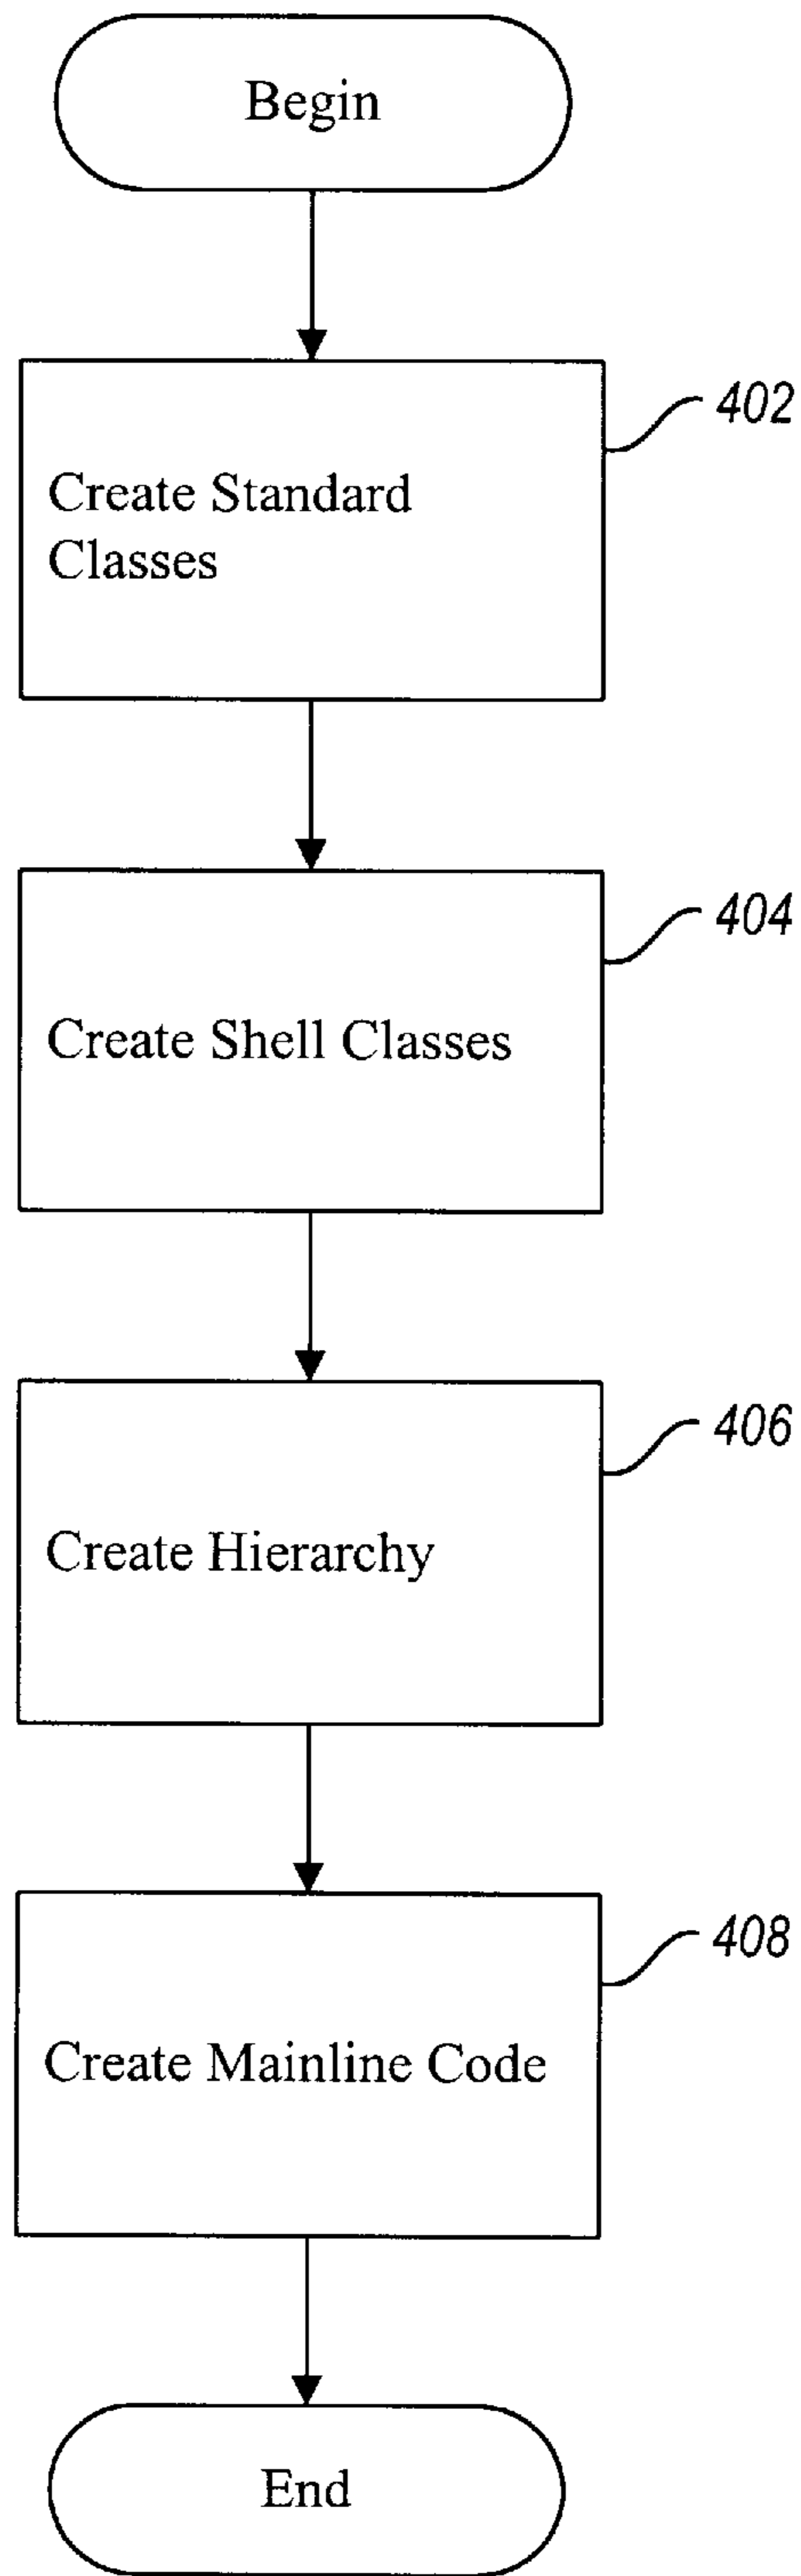 Begin
402
Create Standard
Classes
404
Create Shell Classes
406
Create Hierarchy
408
Create Mainline Code
End